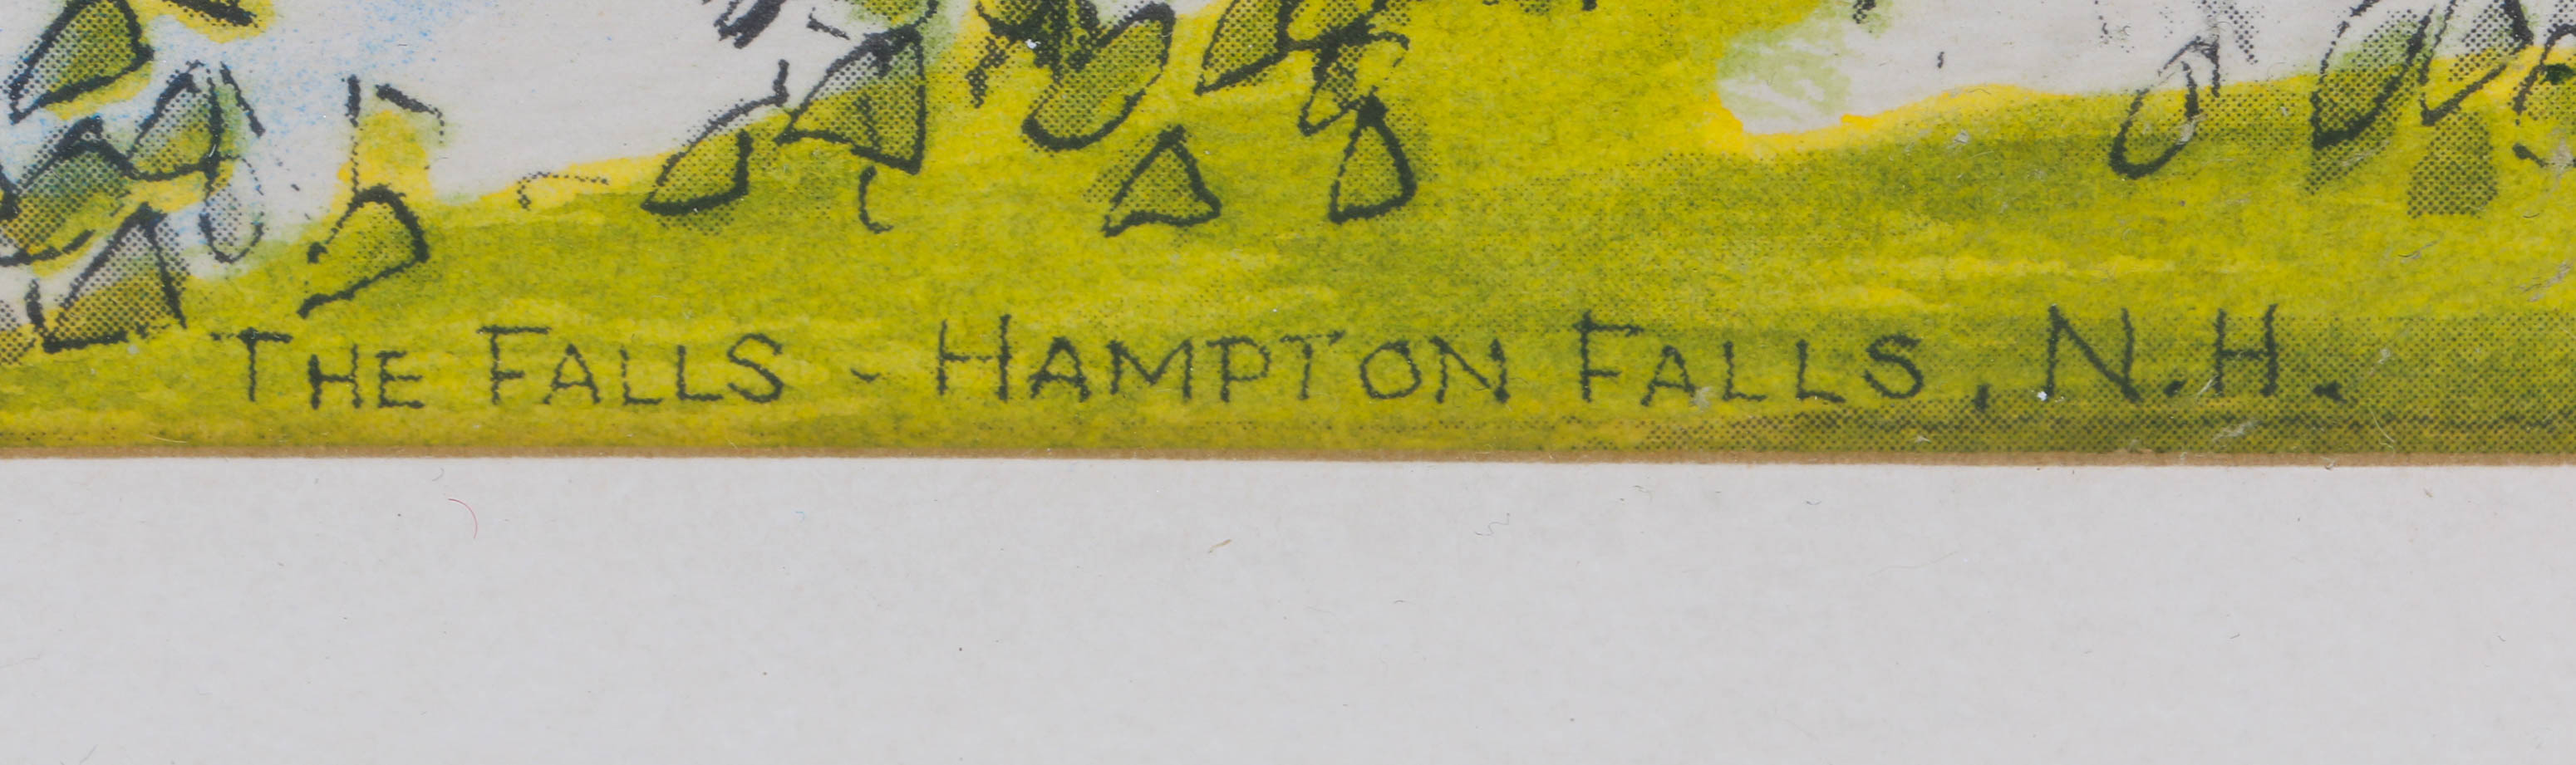 The Falls - Hampton Falls, N.H.